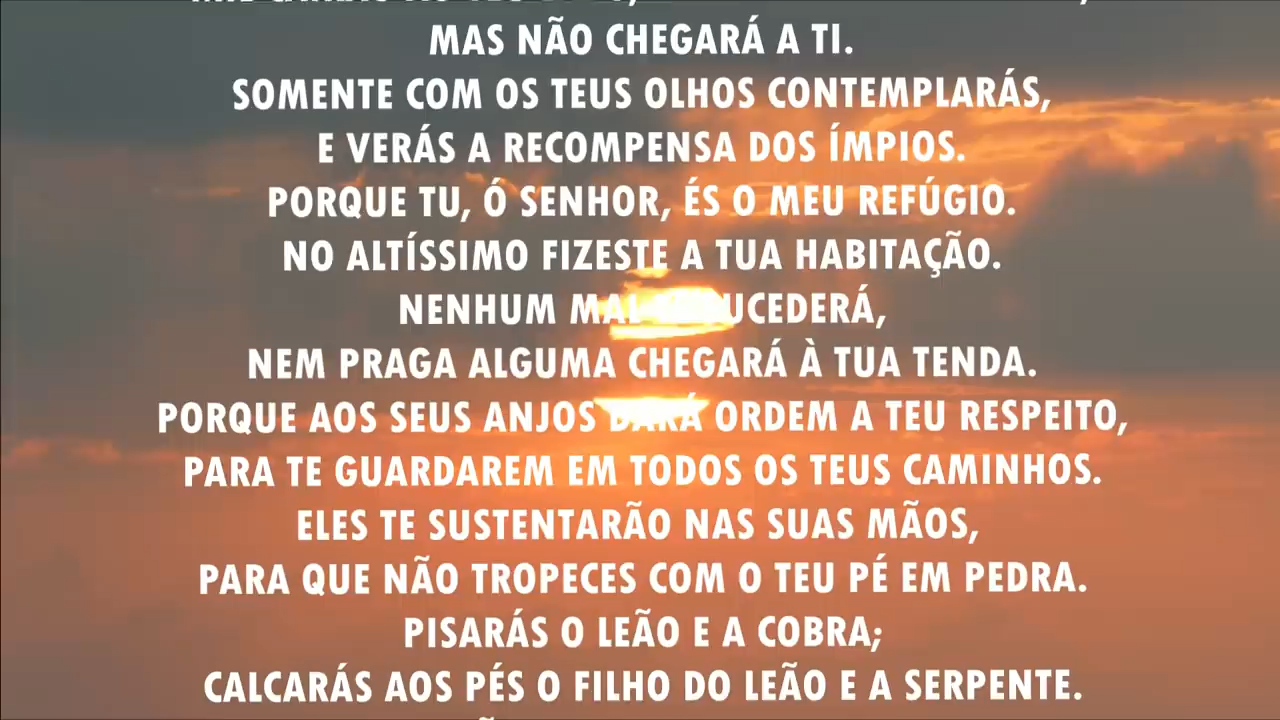 MAS NÃO CHEGARÁ A TI.
SOMENTE COM OS TEUS OLHOS CONTEMPLARÁS,
E VERÁS A RECOMPENSA DOS ÍMPIOS.
PORQUE TU, Ó SENHOR, ÉS O MEU REFÚGIO.
NO ALTÍSSIMO FIZESTE A TUA HABITAÇÃO.
NENHUM MAL SUCEDERÁ,
NEM PRAGA ALGUMA CHEGARÁ À TUA TENDA.
PORQUE AOS SEUS ANJOS DARÁ ORDEM A TEU RESPEITO,
PARA TE GUARDAREM EM TODOS OS TEUS CAMINHOS.
ELES TE SUSTENTARÃO NAS SUAS MÃOS,
PARA QUE NÃO TROPECES COM O TEU PÉ EM PEDRA.
PISARÁS O LEÃO E A COBRA;
CALCARÁS AOS PÉS O FILHO DO LEÃO E A SERPENTE.